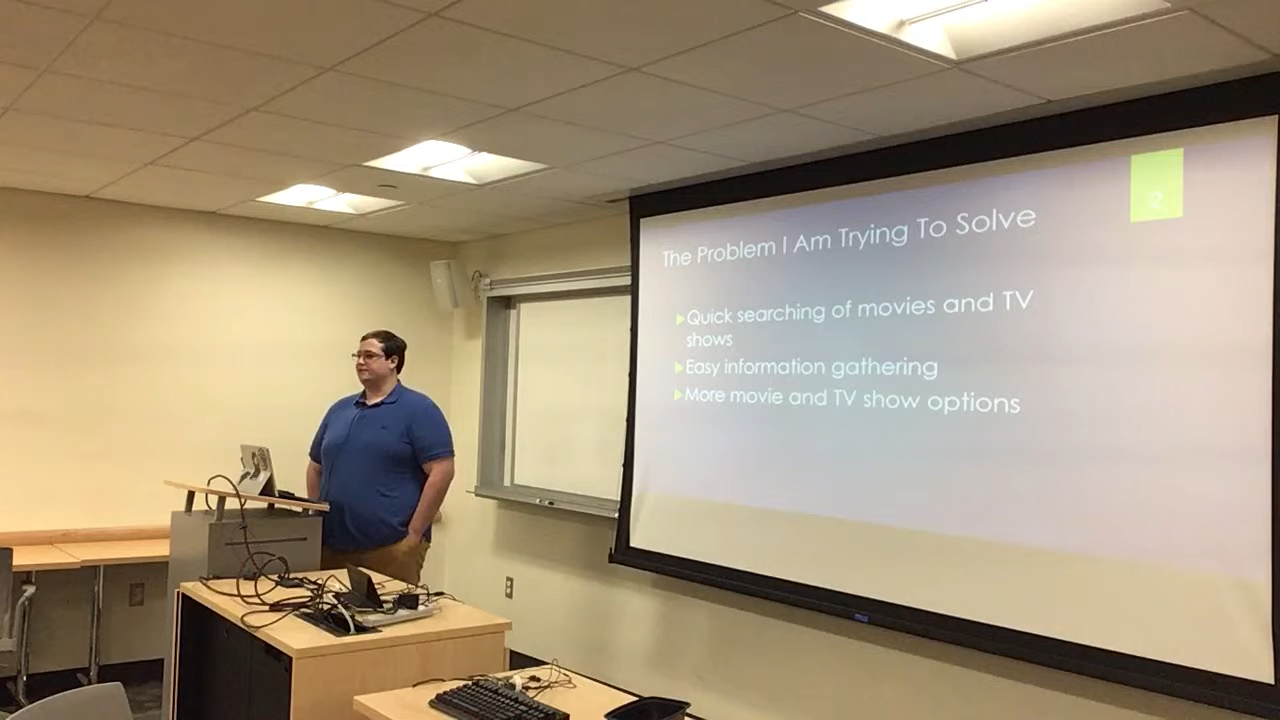 2
The Problem I Am Trying To Solve
Quick searching of movies and TV
shows
Easy information gathering
More movie and TV show options